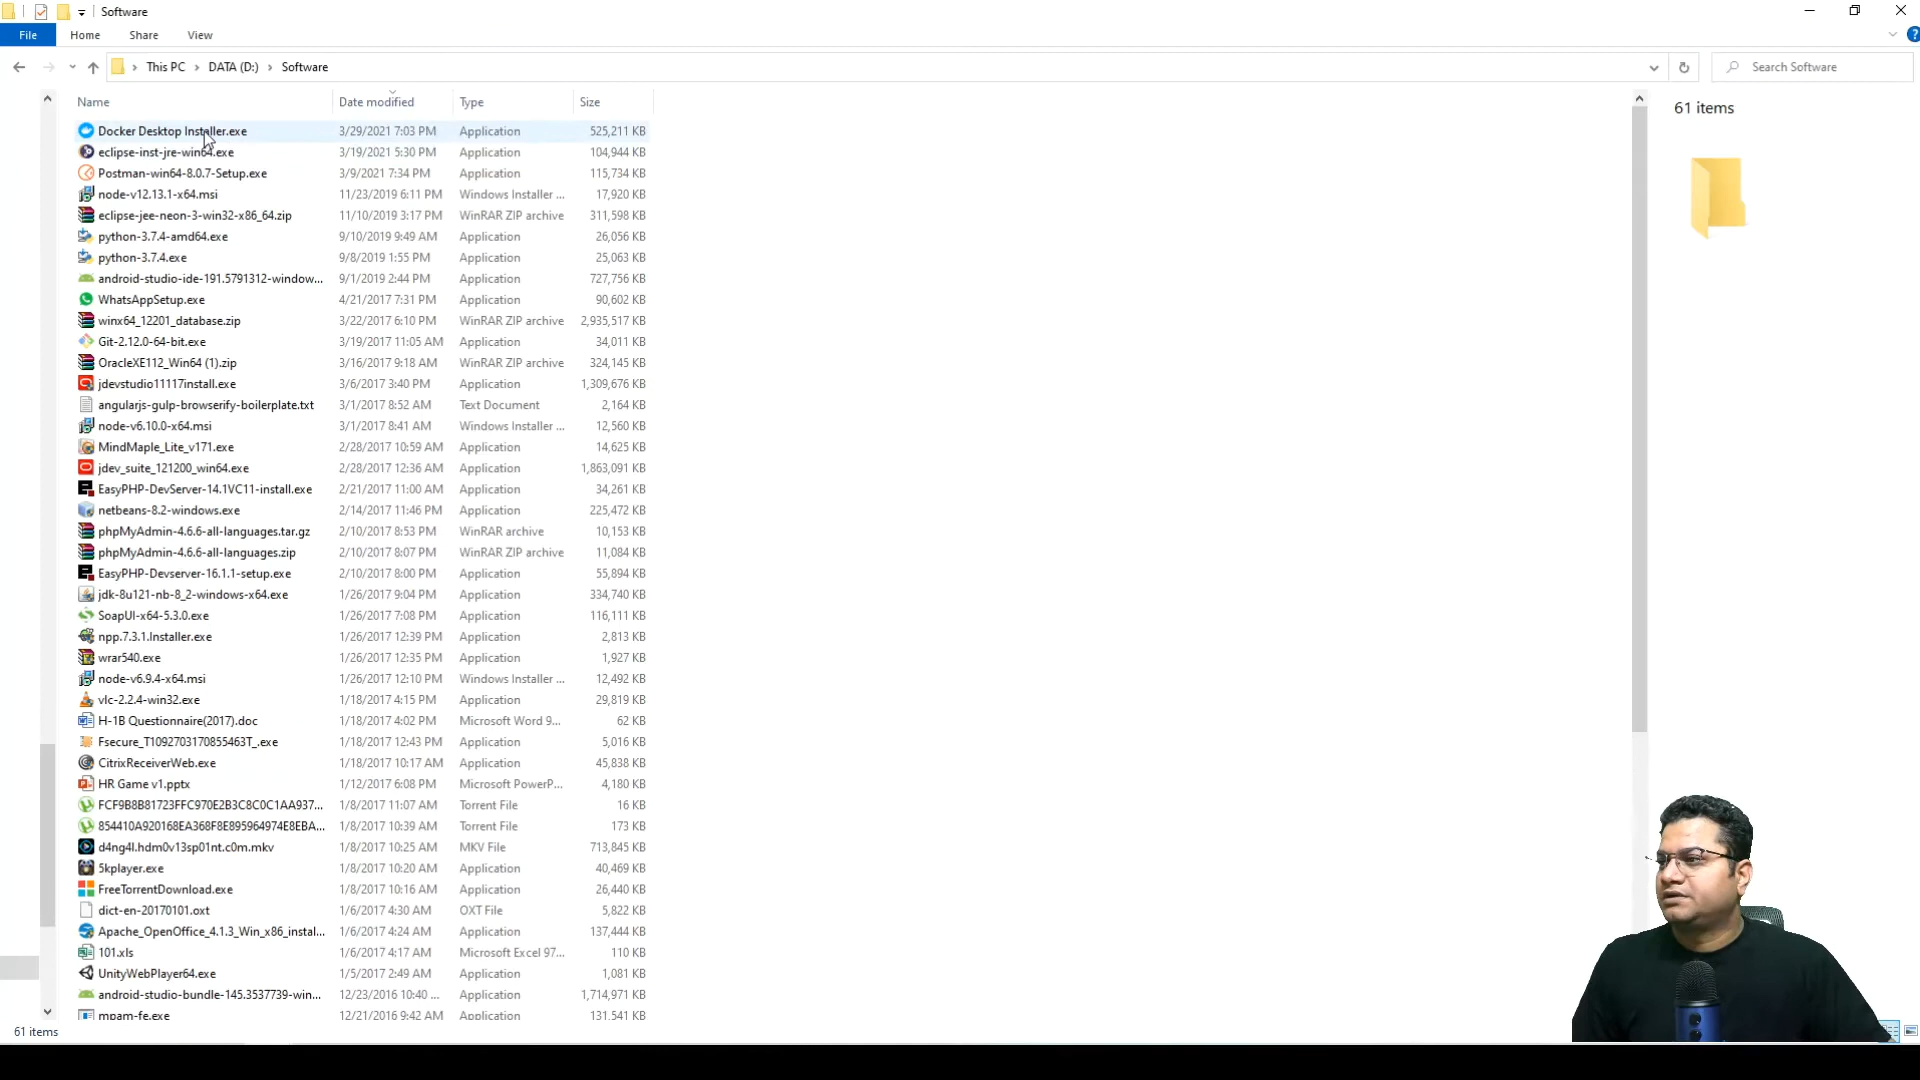 Software
File Home Share View
This PC DATA (D:) Software Search Software
Name Date modified Type Size
61 items
Docker Desktop Installer.exe 3/29/2021 7:03 PM Application 525,211 KB
eclipse-inst-jre-win64.exe 3/19/2021 5:30 PM Application 104,944 KB
Postman-win64-8.0.7-Setup.exe 3/9/2021 7:34 PM Application 115,734 KB
node-v12.13.1-x64.msi 11/23/2019 6:11 PM Windows Installer ... 17,920 KB
eclipse-jee-neon-3-win32-x86_64.zip 11/10/2019 3:17 PM WinRAR ZIP archive 311,598 KB
python-3.7.4-amd64.exe 9/10/2019 9:49 AM Application 26,056 KB
python-3.7.4.exe 9/8/2019 1:55 PM Application 25,063 KB
android-studio-ide-191.5791312-window... 9/1/2019 2:44 PM Application 727,756 KB
WhatsAppSetup.exe 4/21/2017 7:31 PM Application 90,602 KB
winx64_12201_database.zip 3/22/2017 6:10 PM WinRAR ZIP archive 2,935,517 KB
Git-2.12.0-64-bit.exe 3/19/2017 11:05 AM Application 34,011 KB
OracleXE112_Win64 (1).zip 3/16/2017 9:18 AM WinRAR ZIP archive 324,145 KB
jdevstudio11117install.exe 3/6/2017 3:40 PM Application 1,309,676 KB
angularjs-gulp-browserify-boilerplate.txt 3/1/2017 8:52 AM Text Document 2,164 KB
node-v6.10.0-x64.msi 3/1/2017 8:41 AM Windows Installer ... 12,560 KB
MindMaple_Lite_v171.exe 2/28/2017 10:59 AM Application 14,625 KB
jdev_suite_121200_win64.exe 2/28/2017 12:36 AM Application 1,863,091 KB
EasyPHP-DevServer-14.1VC11-install.exe 2/21/2017 11:00 AM Application 34,261 KB
netbeans-8.2-windows.exe 2/14/2017 11:46 PM Application 225,472 KB
phpMyAdmin-4.6.6-all-languages.tar.gz 2/10/2017 8:53 PM WinRAR archive 10,153 KB
phpMyAdmin-4.6.6-all-languages.zip 2/10/2017 8:07 PM WinRAR ZIP archive 11,084 KB
EasyPHP-Devserver-16.1.1-setup.exe 2/10/2017 8:00 PM Application 55,894 KB
jdk-8u121-nb-8_2-windows-x64.exe 1/26/2017 9:04 PM Application 334,740 KB
SoapUI-x64-5.3.0.exe 1/26/2017 7:08 PM Application 116,111 KB
npp.7.3.1.Installer.exe 1/26/2017 12:39 PM Application 2,813 KB
wrar540.exe 1/26/2017 12:35 PM Application 1,927 KB
node-v6.9.4-x64.msi 1/26/2017 12:10 PM Windows Installer ... 12,492 KB
vlc-2.2.4-win32.exe 1/18/2017 4:15 PM Application 29,819 KB
H-1B Questionnaire(2017).doc 1/18/2017 4:02 PM Microsoft Word 9... 62 KB
Fsecure_T1092703170855463T_.exe 1/18/2017 12:43 PM Application 5,016 KB
CitrixReceiverWeb.exe 1/18/2017 10:17 AM Application 45,838 KB
HR Game v1.pptx 1/12/2017 6:08 PM Microsoft PowerP... 4,180 KB
FCF9B8B81723FFC970E2B3C8C0C1AA937... 1/8/2017 11:07 AM Torrent File 16 KB
854410A920168EA368F8E895964974E8EBA... 1/8/2017 10:39 AM Torrent File 173 KB
d4ng4l.hdm0v13sp01nt.c0m.mkv 1/8/2017 10:25 AM MKV File 713,845 KB
5kplayer.exe 1/8/2017 10:20 AM Application 40,469 KB
FreeTorrentDownload.exe 1/8/2017 10:16 AM Application 26,440 KB
dict-en-20170101.oxt 1/6/2017 4:30 AM OXT File 5,822 KB
Apache_OpenOffice_4.1.3_Win_x86_instal... 1/6/2017 4:24 AM Application 137,444 KB
101.xls 1/6/2017 4:17 AM Microsoft Excel 97... 110 KB
UnityWebPlayer64.exe 1/5/2017 2:49 AM Application 1,081 KB
android-studio-bundle-145.3537739-win... 12/23/2016 10:40 ... Application 1,714,971 KB
mpam-fe.exe 12/21/2016 9:42 AM Application 131,541 KB
61 items